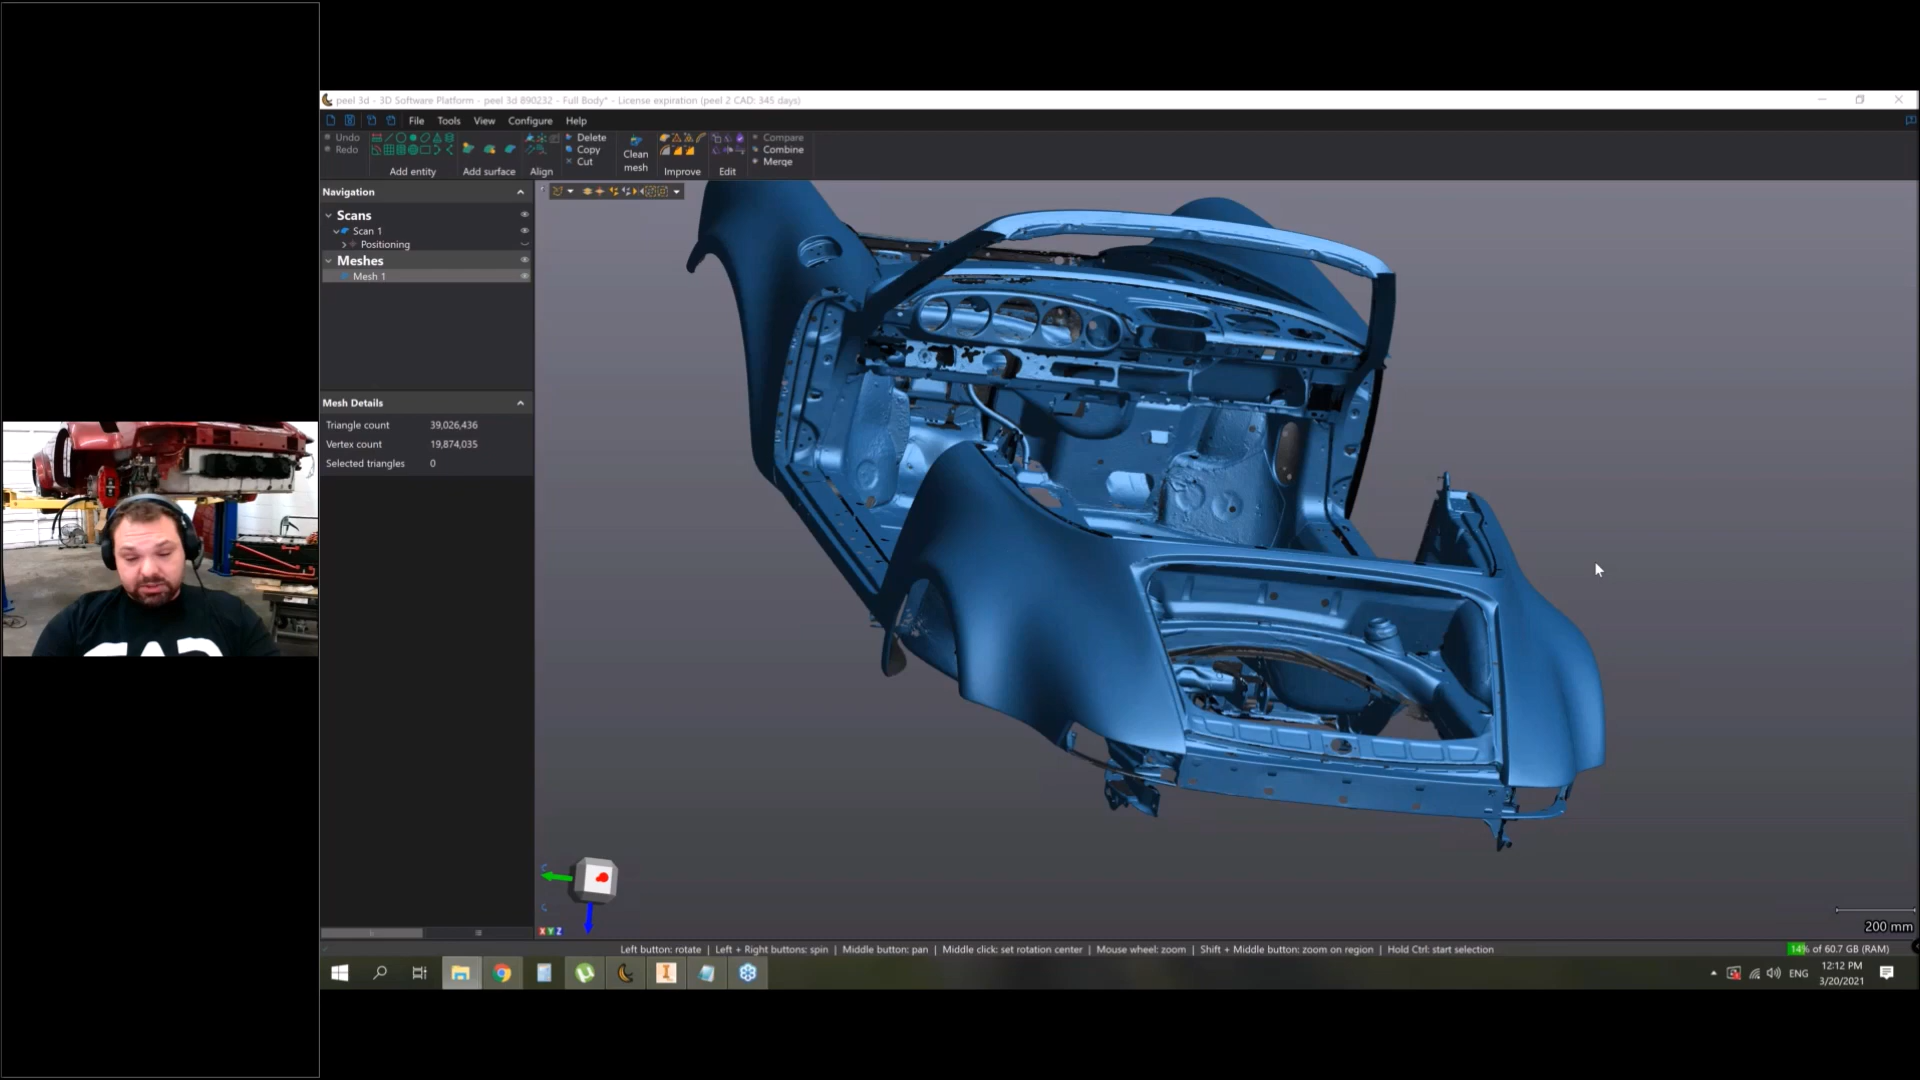 peel 3d - 3D Software Platform - peel 3d 890232 - Full Body* - License expiration (peel 2 CAD: 345 days)
File Tools View Configure Help
Undo
Redo
Add entity
Add surface
Align
Delete
Copy
Cut
Clean
mesh
Improve
Edit
Compare
Combine
Merge
Navigation
Scans
Scan 1
Positioning
Meshes
Mesh 1
Mesh Details
Triangle count 39,026,436
Vertex count 19,874,035
Selected triangles 0
X Y Z
200 mm
Left button: rotate | Left + Right buttons: spin | Middle button: pan | Middle click: set rotation center | Mouse wheel: zoom | Shift + Middle button: zoom on region | Hold Ctrl: start selection
14% of 60.7 GB (RAM)
ENG
12:12 PM
3/20/2021